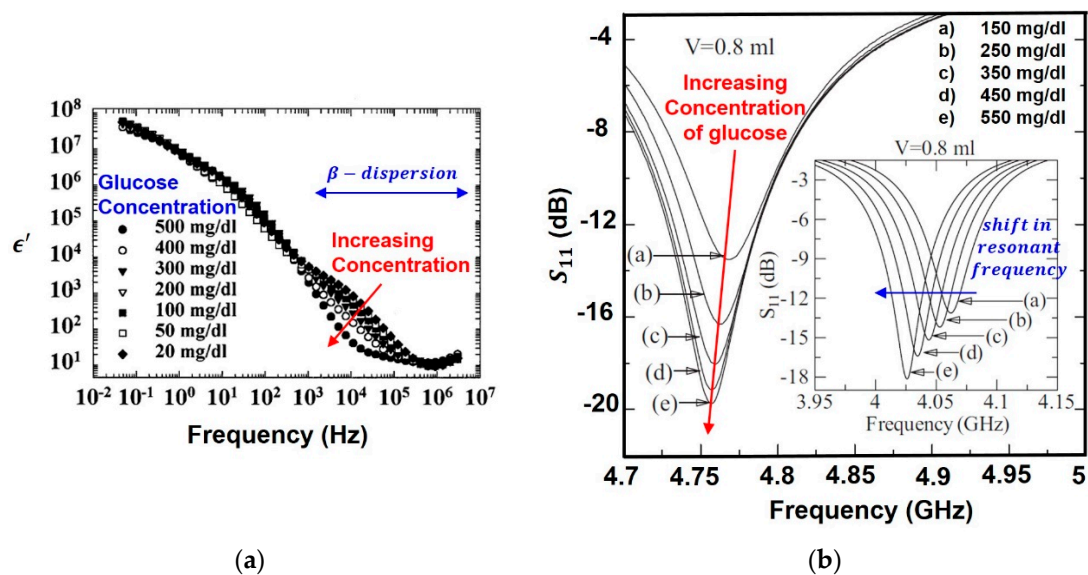 10^8
10^7
10^6
10^5
10^4
10^3
10^2
10^1
ϵ′
β − dispersion
Glucose
Concentration
500 mg/dl
400 mg/dl
300 mg/dl
200 mg/dl
100 mg/dl
50 mg/dl
20 mg/dl
Increasing
Concentration
10^-2 10^-1 10^0 10^1 10^2 10^3 10^4 10^5 10^6 10^7
Frequency (Hz)
(a)
-4
-8
-12
-16
-20
S_11 (dB)
V=0.8 ml
Increasing
Concentration
of glucose
a) 150 mg/dl
b) 250 mg/dl
c) 350 mg/dl
d) 450 mg/dl
e) 550 mg/dl
(a)
(b)
(c)
(d)
(e)
V=0.8 ml
-3
-6
-9
-12
-15
-18
S_11 (dB)
shift in
resonant
frequency
(a)
(b)
(c)
(d)
(e)
3.95 4 4.05 4.1 4.15
Frequency (GHz)
4.7 4.75 4.8 4.85 4.9 4.95 5
Frequency (GHz)
(b)